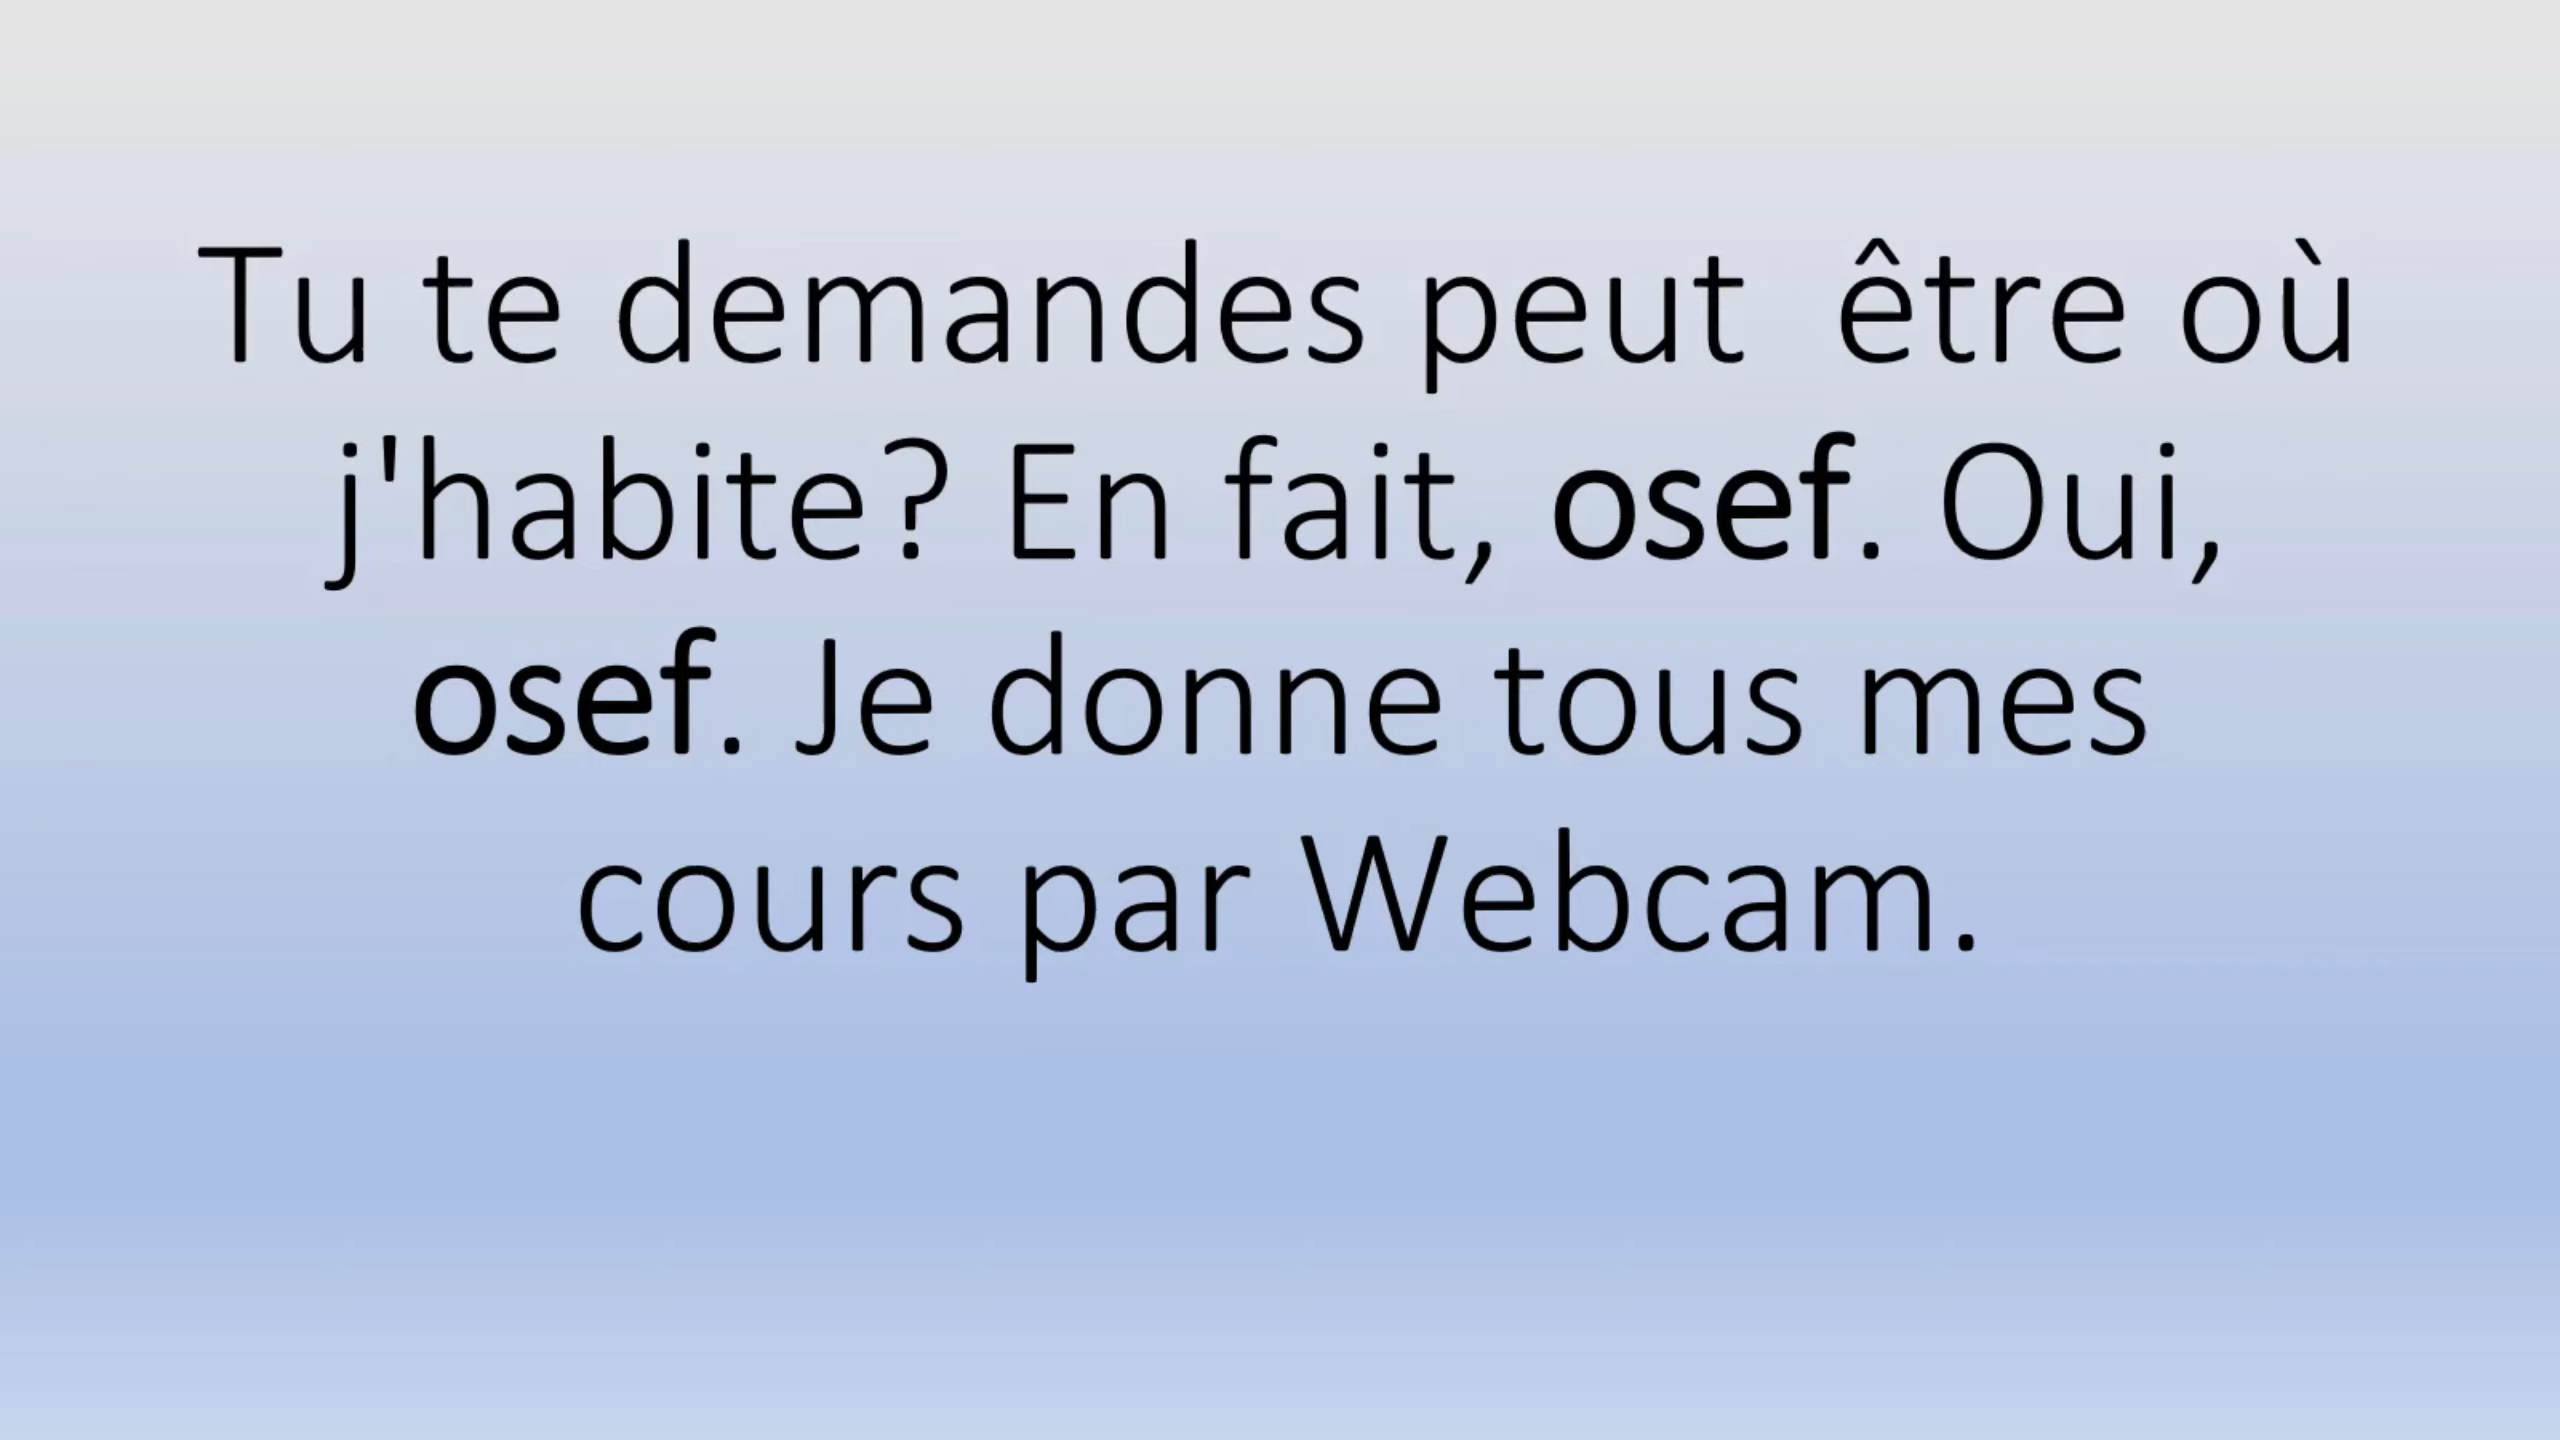 Tu te demandes peut  être où
j'habite? En fait, osef. Oui,
osef. Je donne tous mes
cours par Webcam.